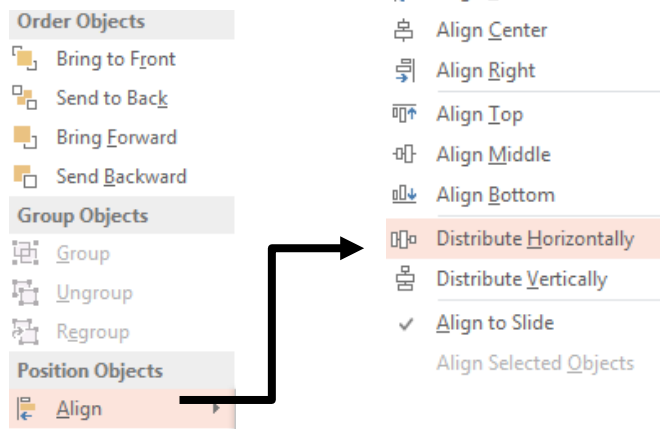 Order Objects
Bring to Front
Send to Back
Bring Forward
Send Backward
Group Objects
Group
Ungroup
Regroup
Position Objects
Align
Align Center
Align Right
Align Top
Align Middle
Align Bottom
Distribute Horizontally
Distribute Vertically
Align to Slide
Align Selected Objects